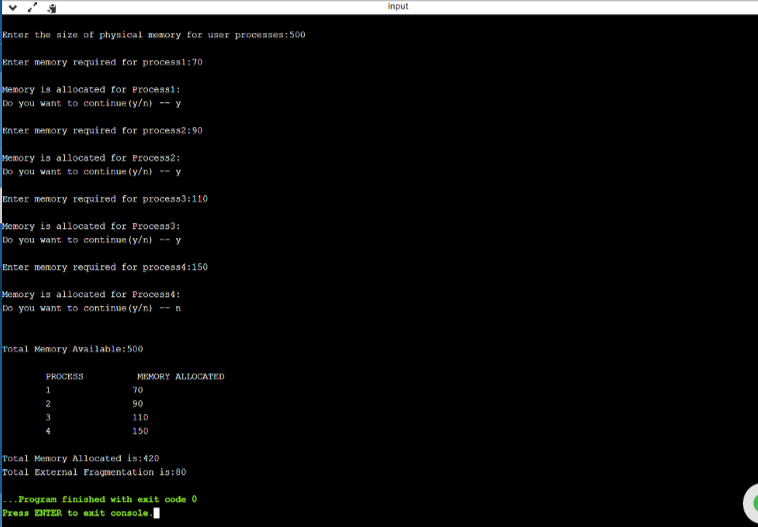 input
Enter the size of physical memory for user processes:500
Enter memory required for process1:70
Memory is allocated for Process1:
Do you want to continue(y/n) -- y
Enter memory required for process2:90
Memory is allocated for Process2:
Do you want to continue(y/n) -- y
Enter memory required for process3:110
Memory is allocated for Process3:
Do you want to continue(y/n) -- y
Enter memory required for process4:150
Memory is allocated for Process4:
Do you want to continue(y/n) -- n
Total Memory Available:500
PROCESS MEMORY ALLOCATED
1 70
2 90
3 110
4 150
Total Memory Allocated is:420
Total External Fragmentation is:80
...Program finished with exit code 0
Press ENTER to exit console.